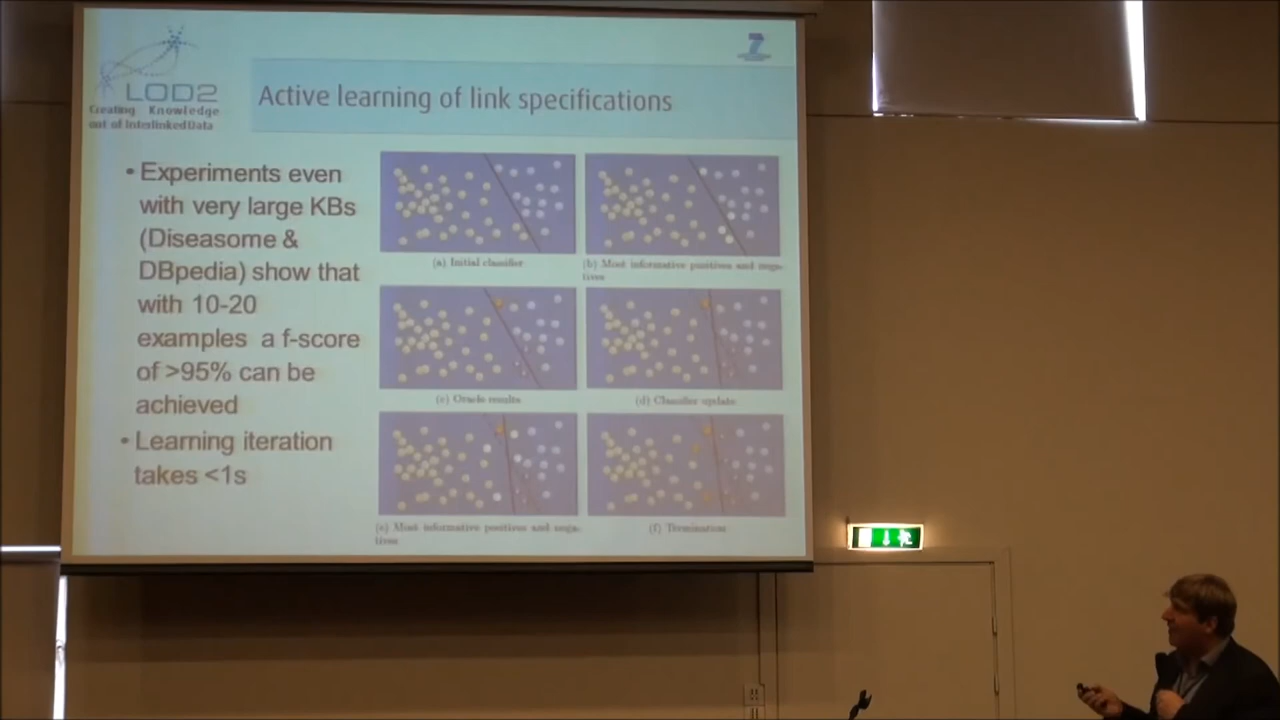 LOD2
Creating Knowledge
out of Interlinked Data
7
Active learning of link specifications
• Experiments even
with very large KBs
(Diseasome &
DBpedia) show that
with 10-20
examples a f-score
of >95% can be
achieved
• Learning iteration
takes <1s
(a) Initial classifier
(b) Most informative positives and nega-
tives
(c) Oracle results
(d) Classifier update
(e) Most informative positives and nega-
tives
(f) Termination